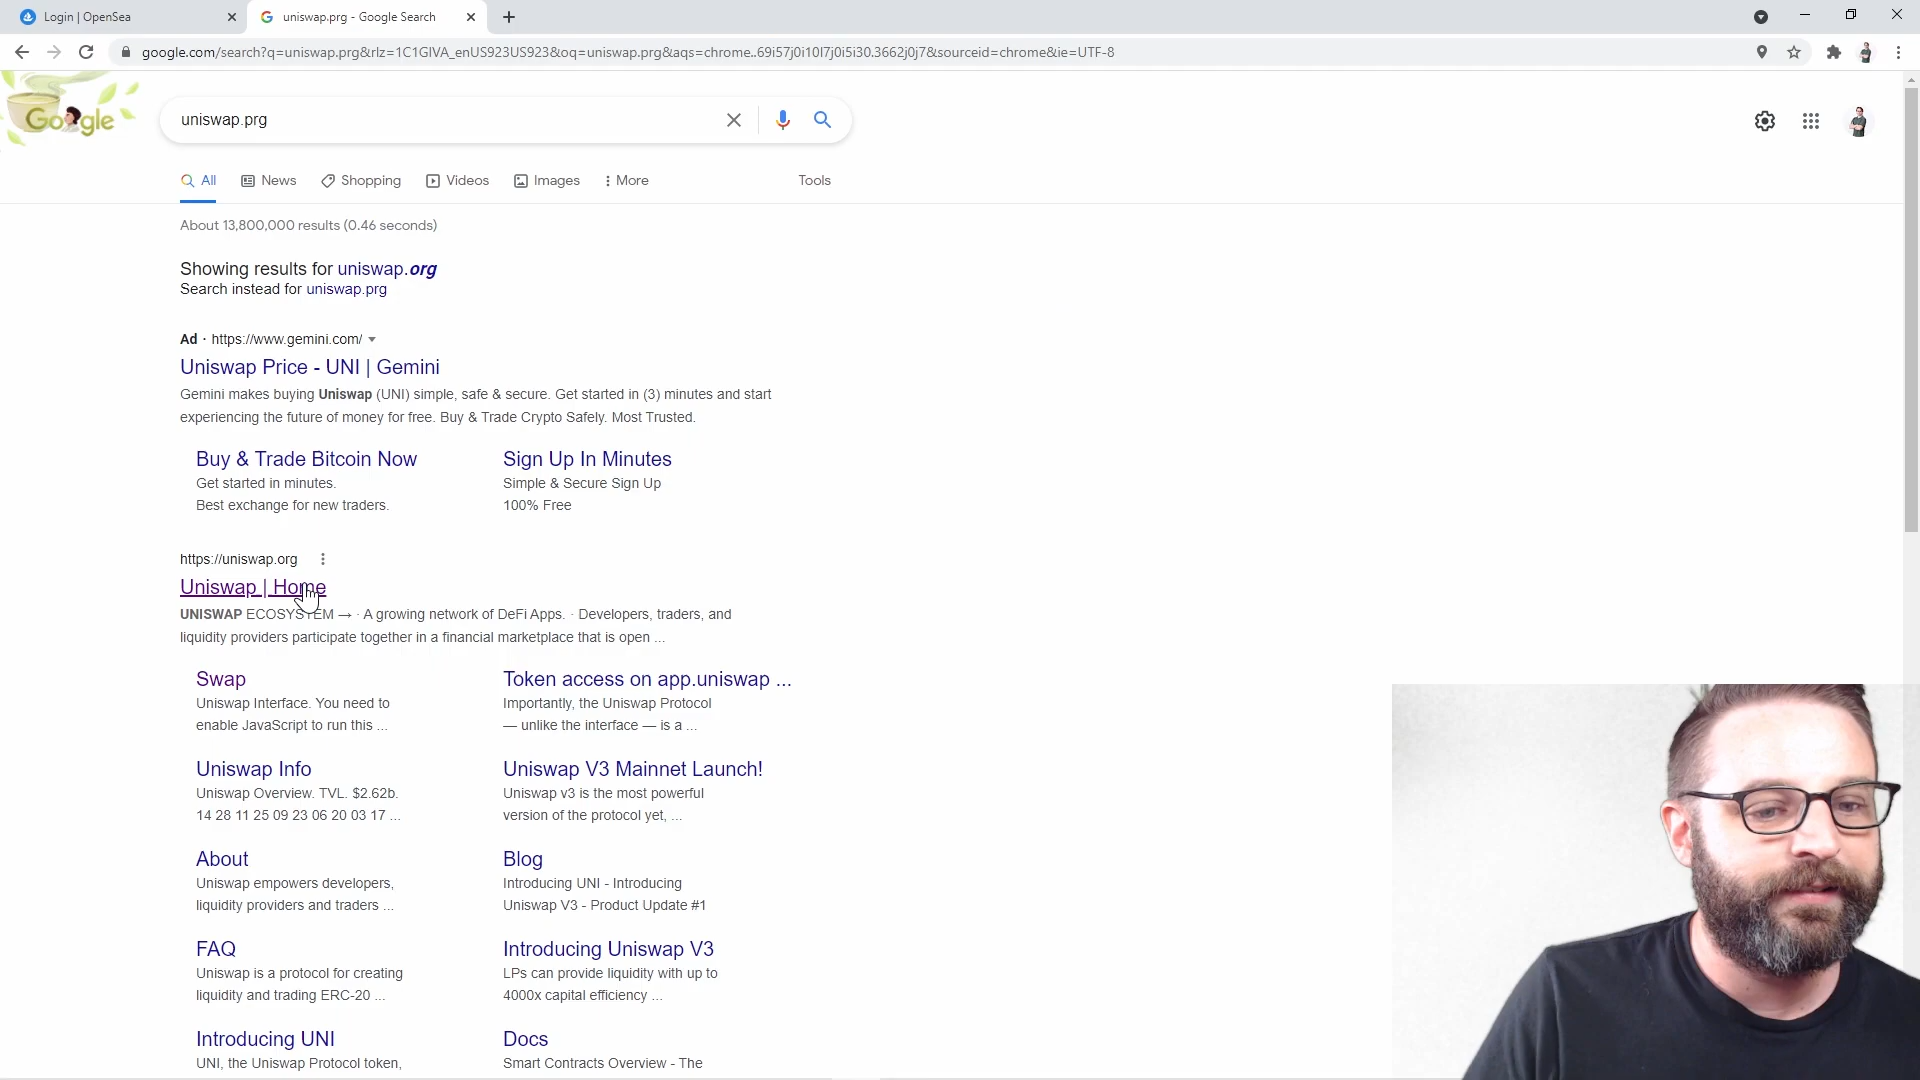 Login | OpenSea
uniswap.prg - Google Search
google.com/search?q=uniswap.prg&rlz=1C1GIVA_enUS923US923&oq=uniswap.prg&aqs=chrome..69i57j0i10l7j0i5i30.3662j0j7&sourceid=chrome&ie=UTF-8
Google
uniswap.prg
All News Shopping Videos Images More Tools
About 13,800,000 results (0.46 seconds)
Showing results for uniswap.org
Search instead for uniswap.prg
Ad · https://www.gemini.com/
Uniswap Price - UNI | Gemini
Gemini makes buying Uniswap (UNI) simple, safe & secure. Get started in (3) minutes and start
experiencing the future of money for free. Buy & Trade Crypto Safely. Most Trusted.
Buy & Trade Bitcoin Now
Get started in minutes.
Best exchange for new traders.
Sign Up In Minutes
Simple & Secure Sign Up
100% Free
https://uniswap.org
Uniswap | Home
UNISWAP ECOSYSTEM → · A growing network of DeFi Apps. · Developers, traders, and
liquidity providers participate together in a financial marketplace that is open ...
Swap
Uniswap Interface. You need to
enable JavaScript to run this ...
Token access on app.uniswap ...
Importantly, the Uniswap Protocol
— unlike the interface — is a ...
Uniswap Info
Uniswap Overview. TVL. $2.62b.
14 28 11 25 09 23 06 20 03 17 ...
Uniswap V3 Mainnet Launch!
Uniswap v3 is the most powerful
version of the protocol yet, ...
About
Uniswap empowers developers,
liquidity providers and traders ...
Blog
Introducing UNI - Introducing
Uniswap V3 - Product Update #1
FAQ
Uniswap is a protocol for creating
liquidity and trading ERC-20 ...
Introducing Uniswap V3
LPs can provide liquidity with up to
4000x capital efficiency ...
Introducing UNI
UNI, the Uniswap Protocol token,
Docs
Smart Contracts Overview - The